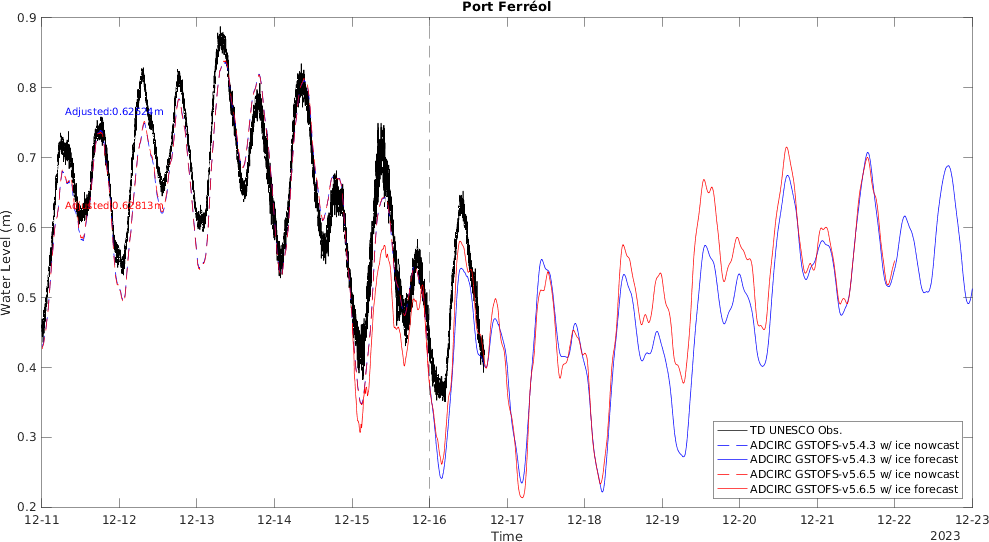 Port Ferréol
0.9
0.8
0.7
0.6
0.5
0.4
0.3
0.2
Water Level (m)
Adjusted:0.62524m
Adjusted:0.62813m
TD UNESCO Obs.
ADCIRC GSTOFS-v5.4.3 w/ ice nowcast
ADCIRC GSTOFS-v5.4.3 w/ ice forecast
ADCIRC GSTOFS-v5.6.5 w/ ice nowcast
ADCIRC GSTOFS-v5.6.5 w/ ice forecast
12-11 12-12 12-13 12-14 12-15 12-16 12-17 12-18 12-19 12-20 12-21 12-22 12-23
Time
2023